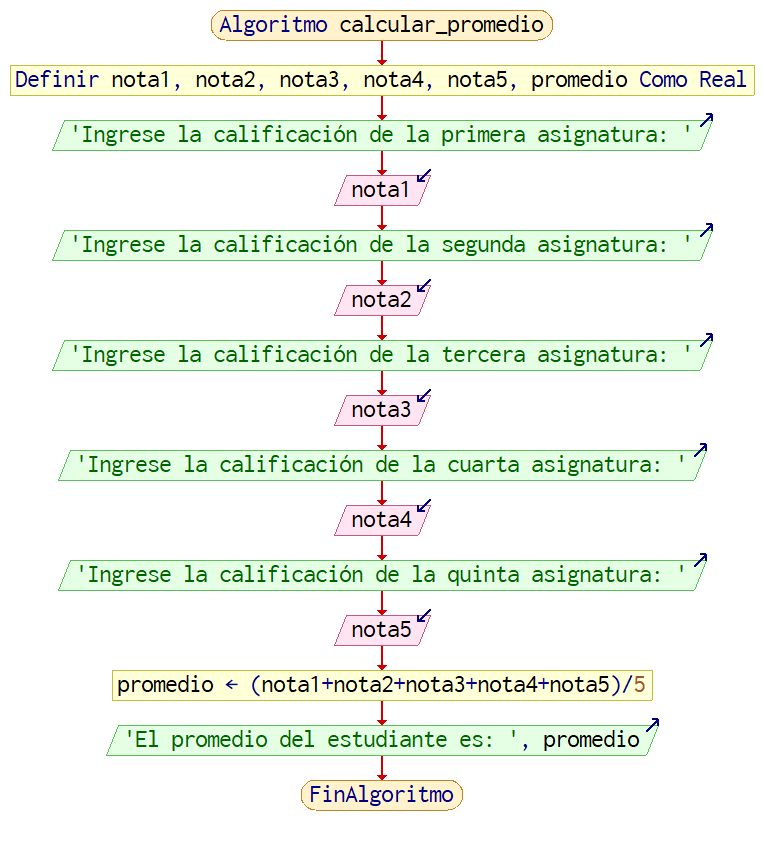 Algoritmo calcular_promedio
Definir nota1, nota2, nota3, nota4, nota5, promedio Como Real
'Ingrese la calificación de la primera asignatura: '
nota1
'Ingrese la calificación de la segunda asignatura: '
nota2
'Ingrese la calificación de la tercera asignatura: '
nota3
'Ingrese la calificación de la cuarta asignatura: '
nota4
'Ingrese la calificación de la quinta asignatura: '
nota5
promedio ← (nota1+nota2+nota3+nota4+nota5)/5
'El promedio del estudiante es: ', promedio
FinAlgoritmo